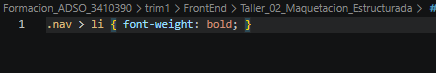 Formacion_ADSO_3410390 > trim1 > FrontEnd > Taller_02_Maquetacion_Estructurada > #
1 .nav > li { font-weight: bold; }